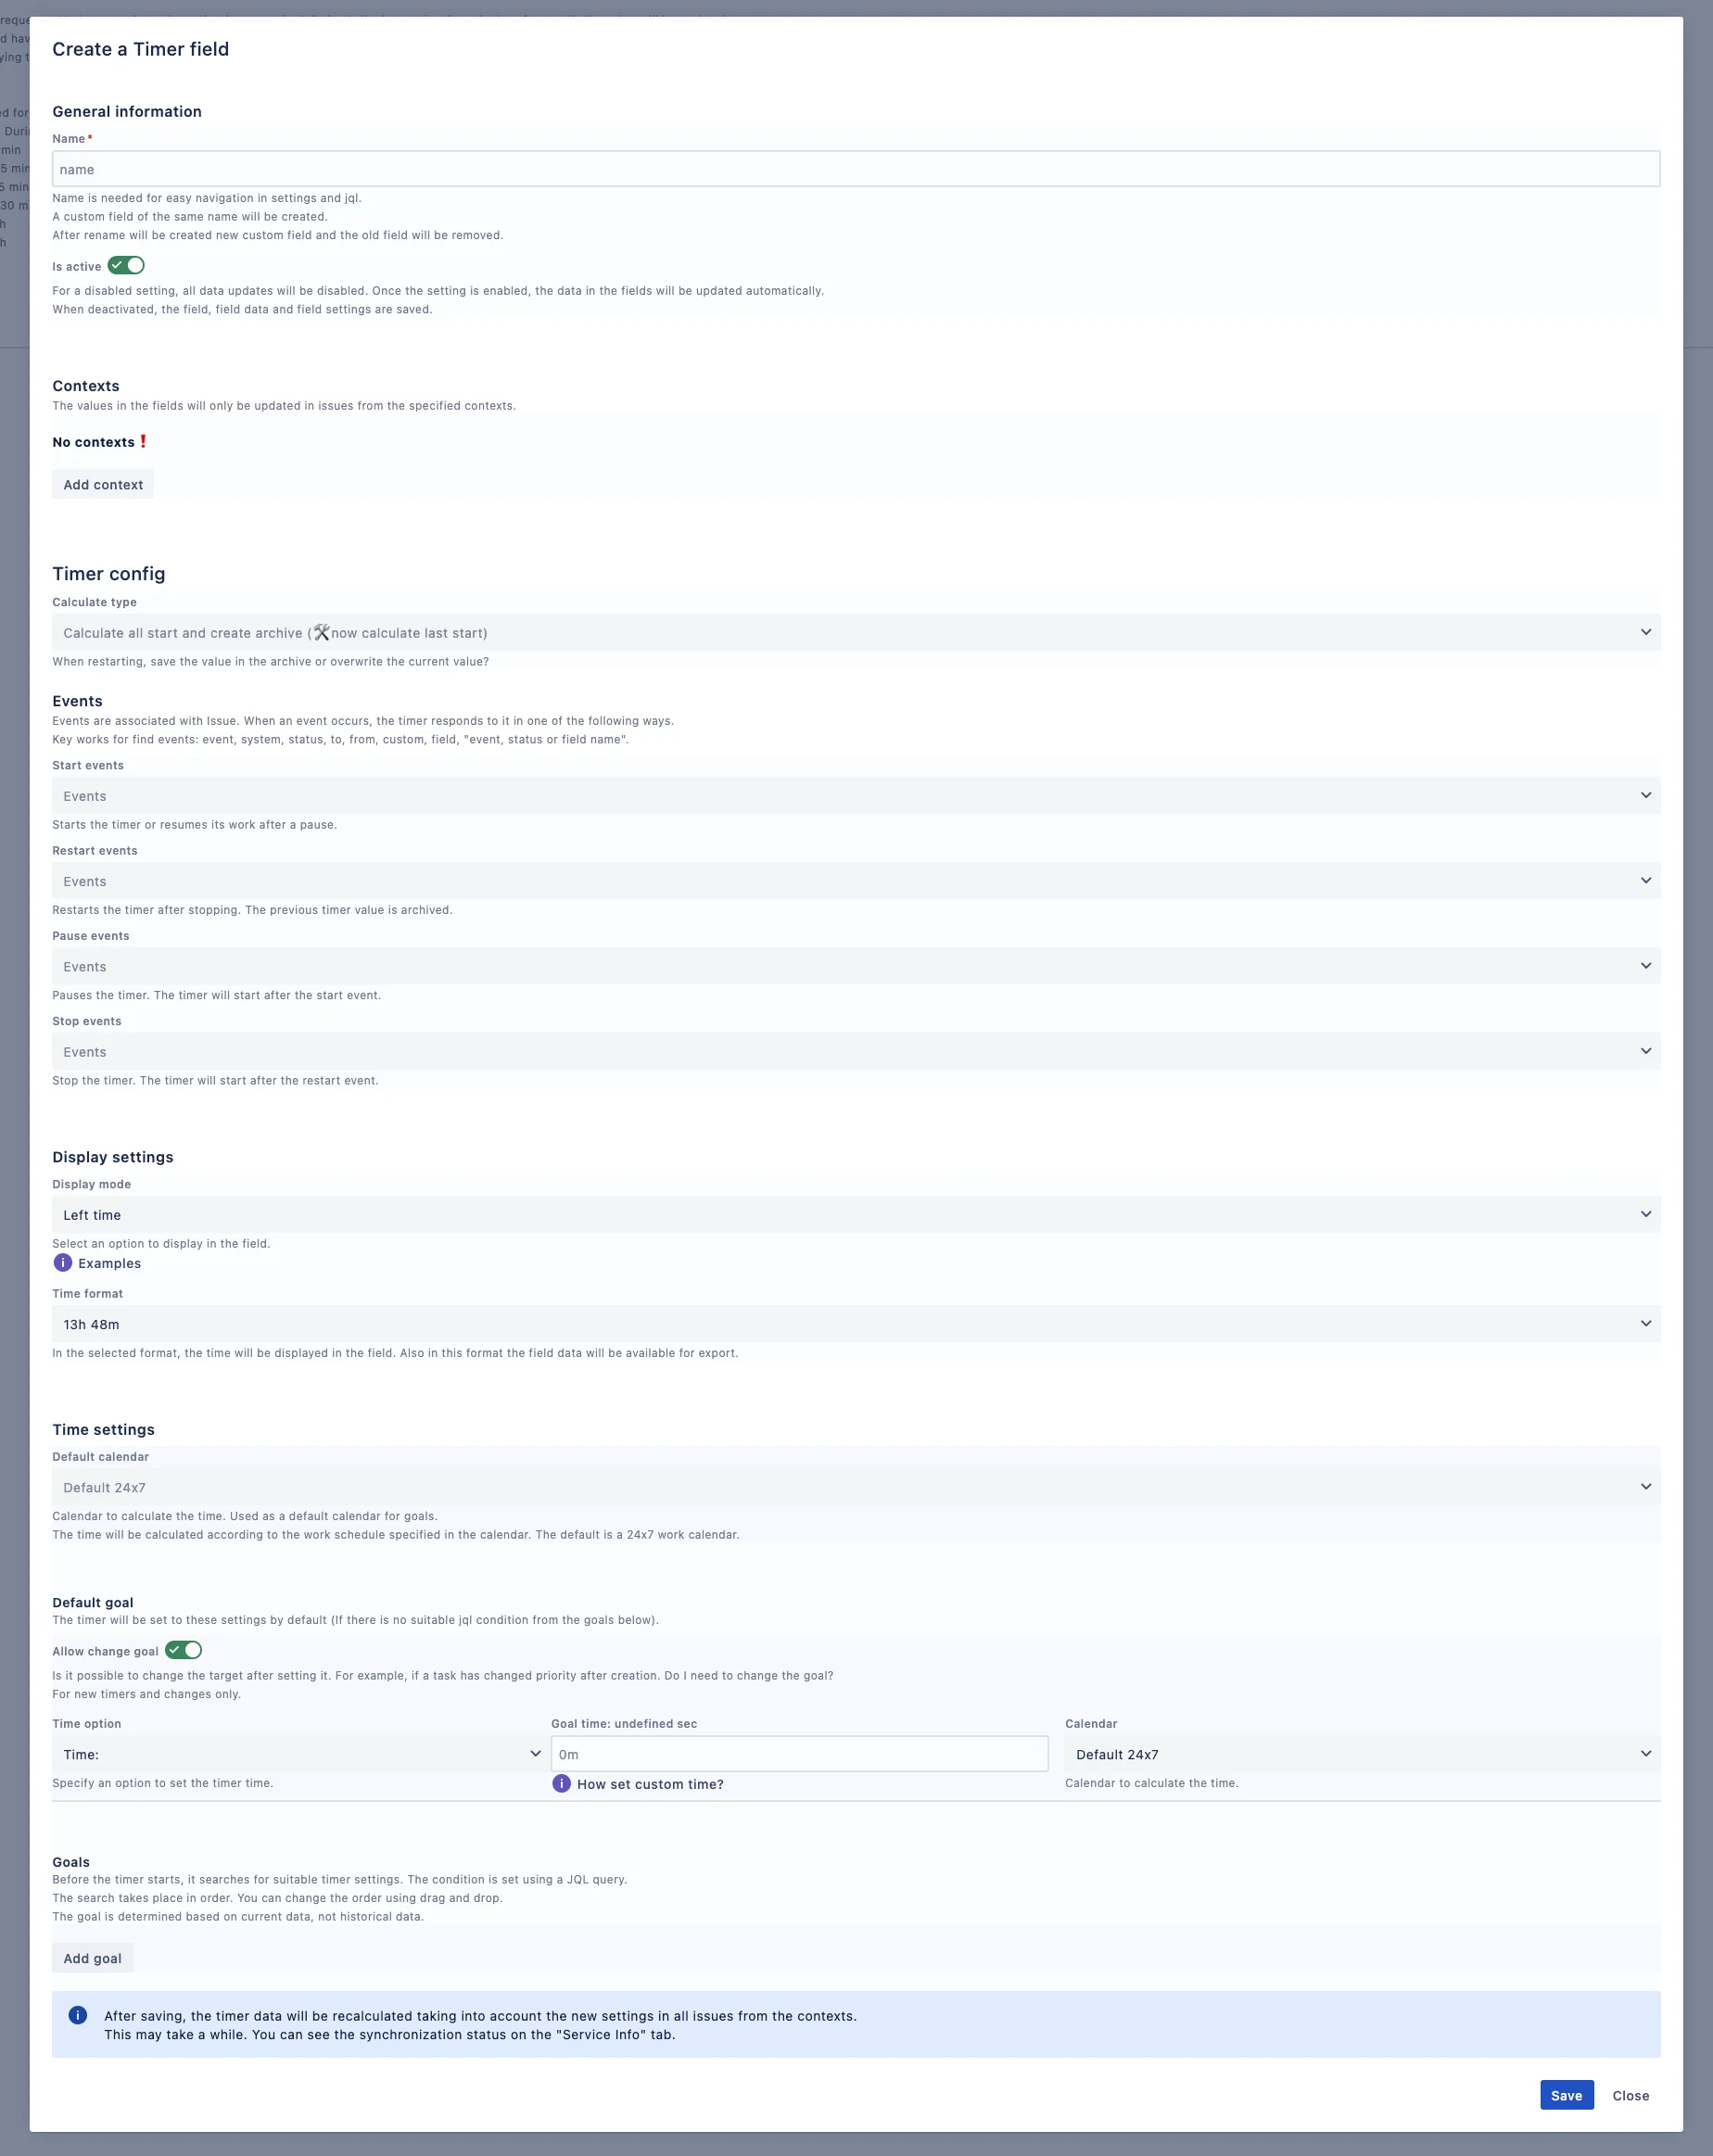 reque
d hav
ying t
ed for
Duri
min
5 min
5 min
30 m
h
h
Create a Timer field
General information
Name*
name
Name is needed for easy navigation in settings and jql.
A custom field of the same name will be created.
After rename will be created new custom field and the old field will be removed.
Is active
For a disabled setting, all data updates will be disabled. Once the setting is enabled, the data in the fields will be updated automatically.
When deactivated, the field, field data and field settings are saved.
Contexts
The values in the fields will only be updated in issues from the specified contexts.
No contexts ❗
Add context
Timer config
Calculate type
Calculate all start and create archive (🛠now calculate last start)
When restarting, save the value in the archive or overwrite the current value?
Events
Events are associated with Issue. When an event occurs, the timer responds to it in one of the following ways.
Key works for find events: event, system, status, to, from, custom, field, "event, status or field name".
Start events
Events
Starts the timer or resumes its work after a pause.
Restart events
Events
Restarts the timer after stopping. The previous timer value is archived.
Pause events
Events
Pauses the timer. The timer will start after the start event.
Stop events
Events
Stop the timer. The timer will start after the restart event.
Display settings
Display mode
Left time
Select an option to display in the field.
Examples
Time format
13h 48m
In the selected format, the time will be displayed in the field. Also in this format the field data will be available for export.
Time settings
Default calendar
Default 24x7
Calendar to calculate the time. Used as a default calendar for goals.
The time will be calculated according to the work schedule specified in the calendar. The default is a 24x7 work calendar.
Default goal
The timer will be set to these settings by default (If there is no suitable jql condition from the goals below).
Allow change goal
Is it possible to change the target after setting it. For example, if a task has changed priority after creation. Do I need to change the goal?
For new timers and changes only.
Time option Goal time: undefined sec Calendar
Time: 0m Default 24x7
Specify an option to set the timer time. How set custom time? Calendar to calculate the time.
Goals
Before the timer starts, it searches for suitable timer settings. The condition is set using a JQL query.
The search takes place in order. You can change the order using drag and drop.
The goal is determined based on current data, not historical data.
Add goal
After saving, the timer data will be recalculated taking into account the new settings in all issues from the contexts.
This may take a while. You can see the synchronization status on the "Service Info" tab.
Save Close